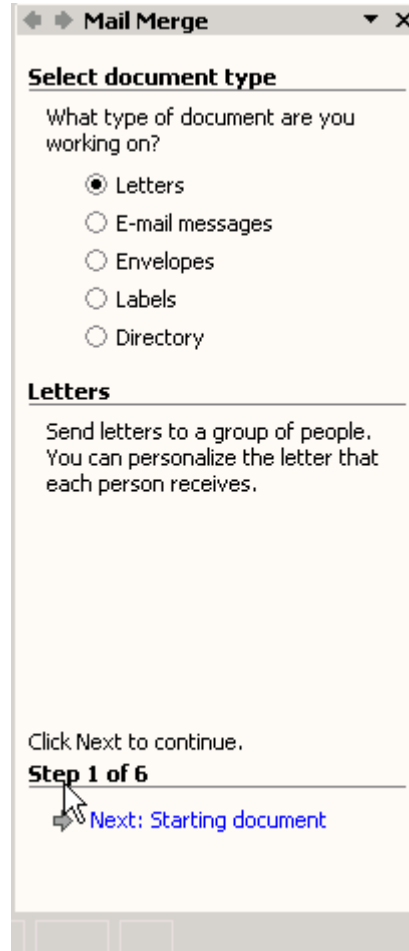 Mail Merge
Select document type
What type of document are you
working on?
Letters
E-mail messages
Envelopes
Labels
Directory
Letters
Send letters to a group of people.
You can personalize the letter that
each person receives.
Click Next to continue.
Step 1 of 6
Next: Starting document